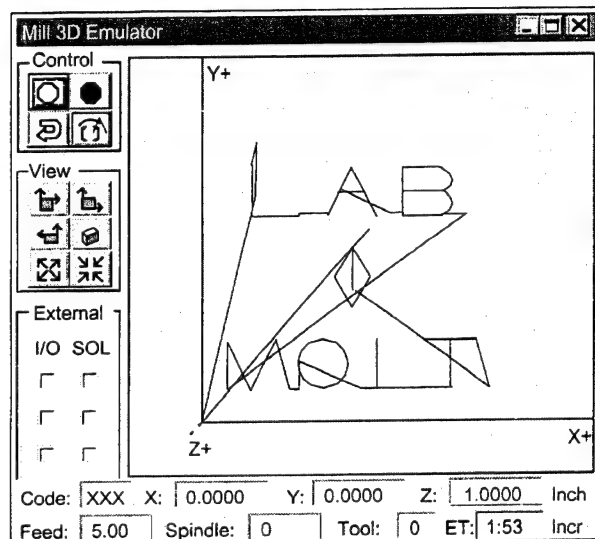 Mill 3D Emulator
Control
View
External
I/O SOL
Y+
LAB
X+
Z+
Code: XXX X: 0.0000 Y: 0.0000 Z: 1.0000 Inch
Feed: 5.00 Spindle: 0 Tool: 0 ET: 1:53 Incr